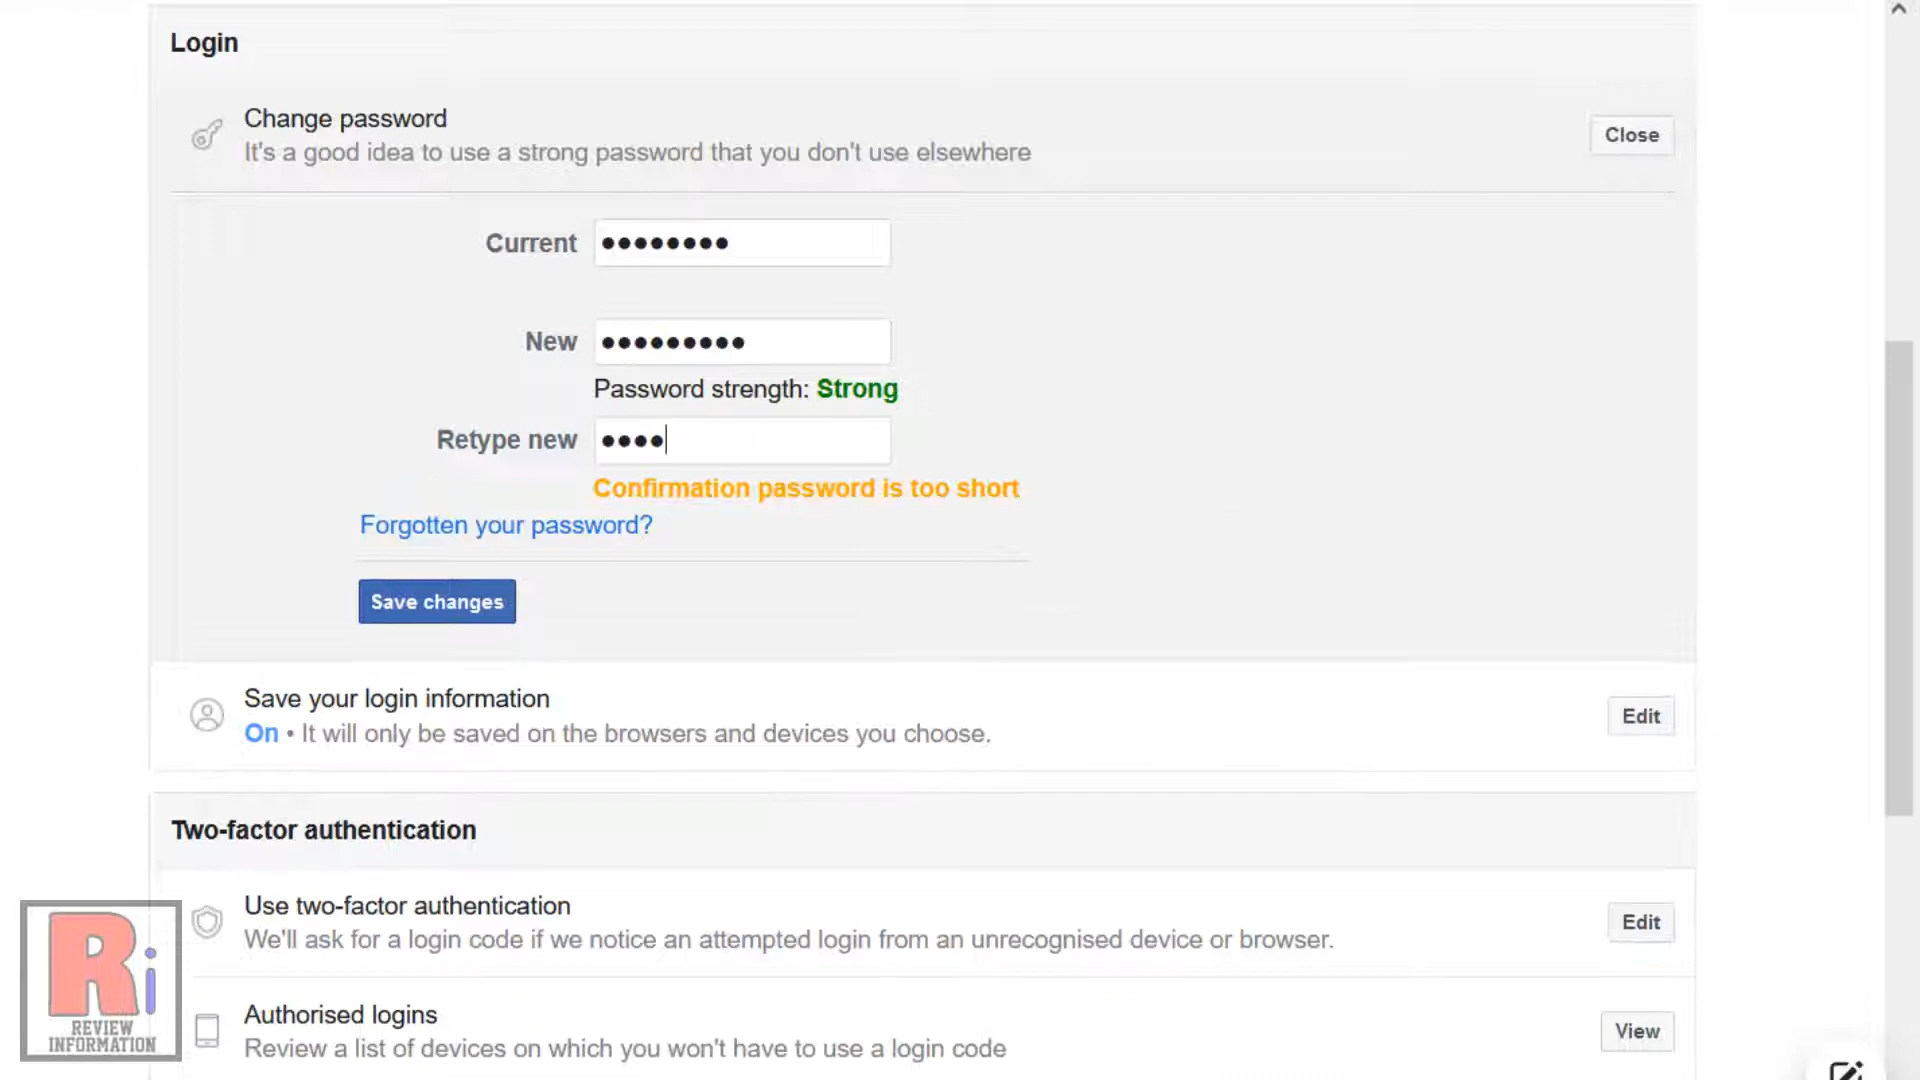 Login
Change password
It's a good idea to use a strong password that you don't use elsewhere
Close
Current ••••••••
New •••••••••
Password strength: Strong
Retype new ••••
Confirmation password is too short
Forgotten your password?
Save changes
Save your login information
On • It will only be saved on the browsers and devices you choose.
Edit
Two-factor authentication
Use two-factor authentication
We'll ask for a login code if we notice an attempted login from an unrecognised device or browser.
Edit
Authorised logins
Review a list of devices on which you won't have to use a login code
View
Ri
REVIEW
INFORMATION